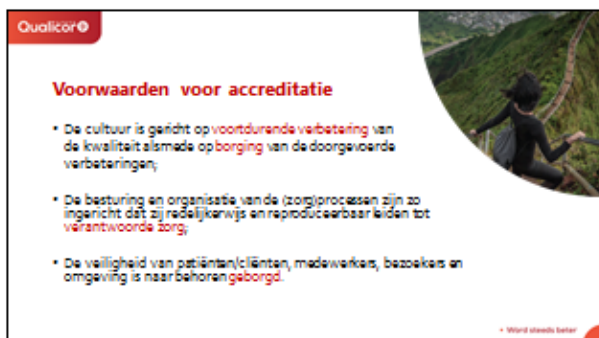 Qualicor
Voorwaarden voor accreditatie
• De cultuur is gericht op voortdurende verbetering van
de kwaliteit alsmede op borging van de doorgevoerde
verbeteringen;
• De besturing en organisatie van de (zorg)processen zijn zo
ingericht dat zij redelijkerwijs en reproduceerbaar leiden tot
verantwoorde zorg;
• De veiligheid van patiënten/cliënten, medewerkers, bezoekers en
omgeving is naar behoren geborgd.
• Word steeds beter